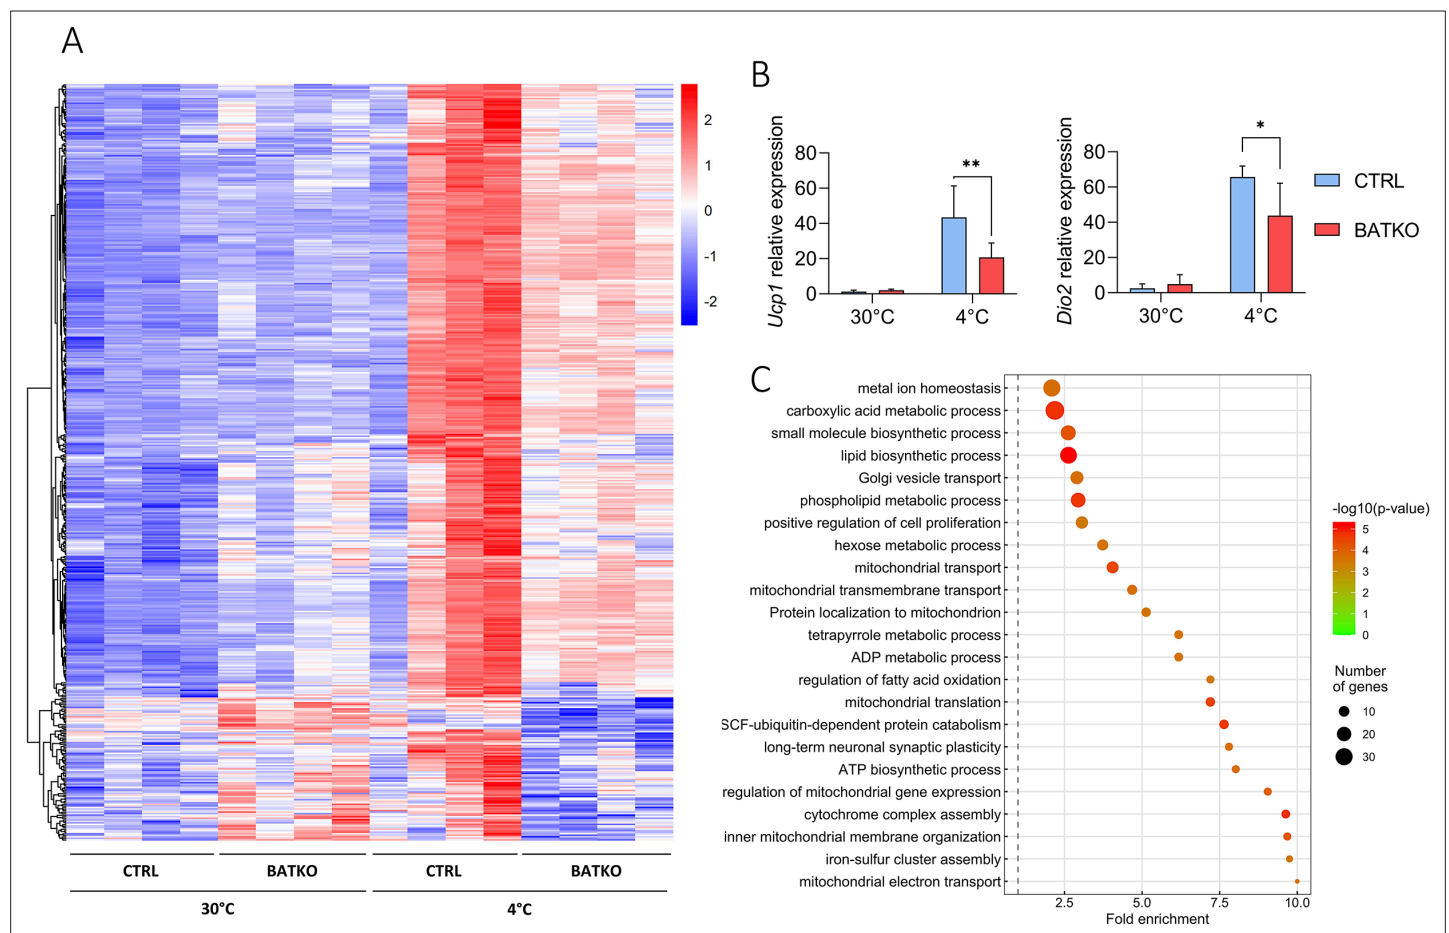 A
2
1
0
-1
-2
CTRL
BATKO
CTRL
BATKO
30°C
4°C
B
Ucp1 relative expression
80
60
40
20
0
**
30°C
4°C
Dio2 relative expression
80
60
40
20
0
*
30°C
4°C
CTRL
BATKO
C
metal ion homeostasis
carboxylic acid metabolic process
small molecule biosynthetic process
lipid biosynthetic process
Golgi vesicle transport
phospholipid metabolic process
positive regulation of cell proliferation
hexose metabolic process
mitochondrial transport
mitochondrial transmembrane transport
Protein localization to mitochondrion
tetrapyrrole metabolic process
ADP metabolic process
regulation of fatty acid oxidation
mitochondrial translation
SCF-ubiquitin-dependent protein catabolism
long-term neuronal synaptic plasticity
ATP biosynthetic process
regulation of mitochondrial gene expression
cytochrome complex assembly
inner mitochondrial membrane organization
iron-sulfur cluster assembly
mitochondrial electron transport
2.5
5.0
7.5
10.0
Fold enrichment
-log10(p-value)
5
4
3
2
1
0
Number
of genes
10
20
30